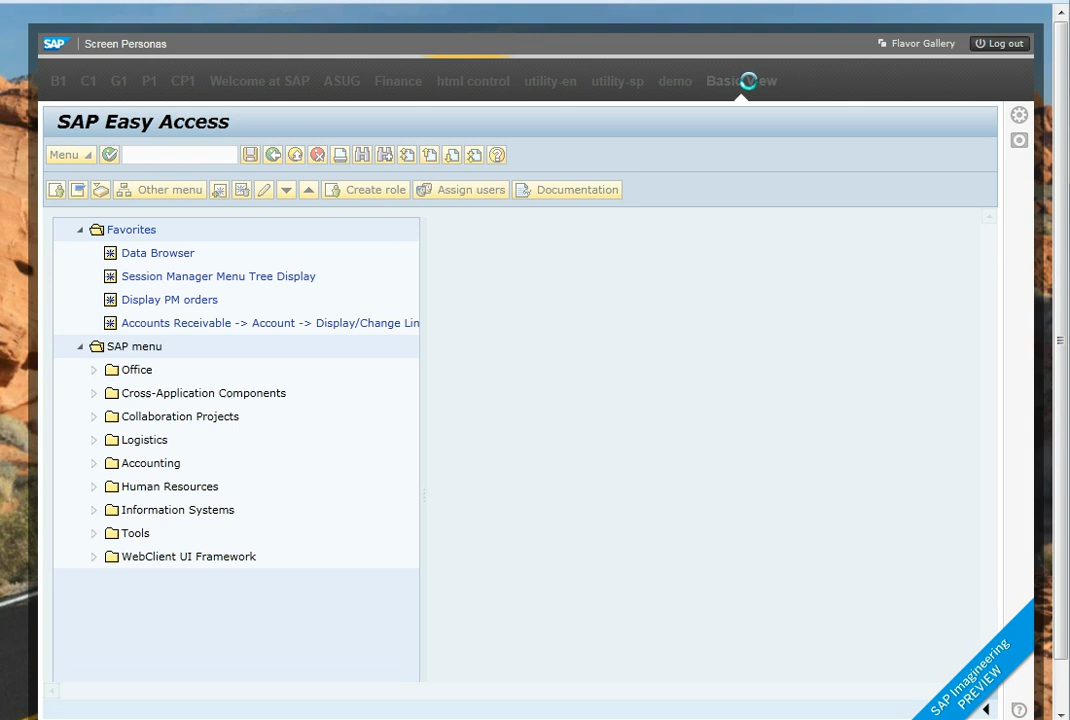 SAP Screen Personas Flavor Gallery Log out
B1 C1 G1 P1 CP1 Welcome at SAP ASUG Finance html control utility-en utility-sp demo Basic View
SAP Easy Access
Menu
Other menu Create role Assign users Documentation
Favorites
Data Browser
Session Manager Menu Tree Display
Display PM orders
Accounts Receivable -> Account -> Display/Change Lin
SAP menu
Office
Cross-Application Components
Collaboration Projects
Logistics
Accounting
Human Resources
Information Systems
Tools
WebClient UI Framework
SAP Imagineering
PREVIEW